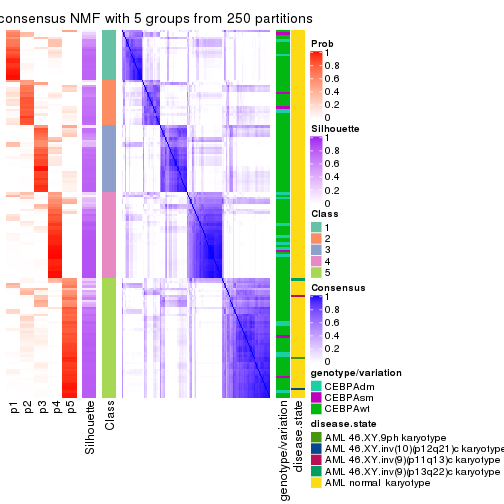 consensus NMF with 5 groups from 250 partitions
Prob
1
0.8
0.6
0.4
0.2
0
Silhouette
1
0.8
0.6
0.4
0.2
0
Class
1
2
3
4
5
Consensus
1
0.8
0.6
0.4
0.2
0
genotype/variation
CEBPAdm
CEBPAsm
CEBPAwt
disease.state
AML 46.XY.9ph karyotype
AML 46.XY.inv(10)(p12q21)c karyotype
AML 46.XY.inv(9)(p11q13)c karyotype
AML 46.XY.inv(9)(p13q22)c karyotype
AML normal karyotype
p1
p2
p3
p4
p5
Silhouette
Class
genotype/variation
disease.state